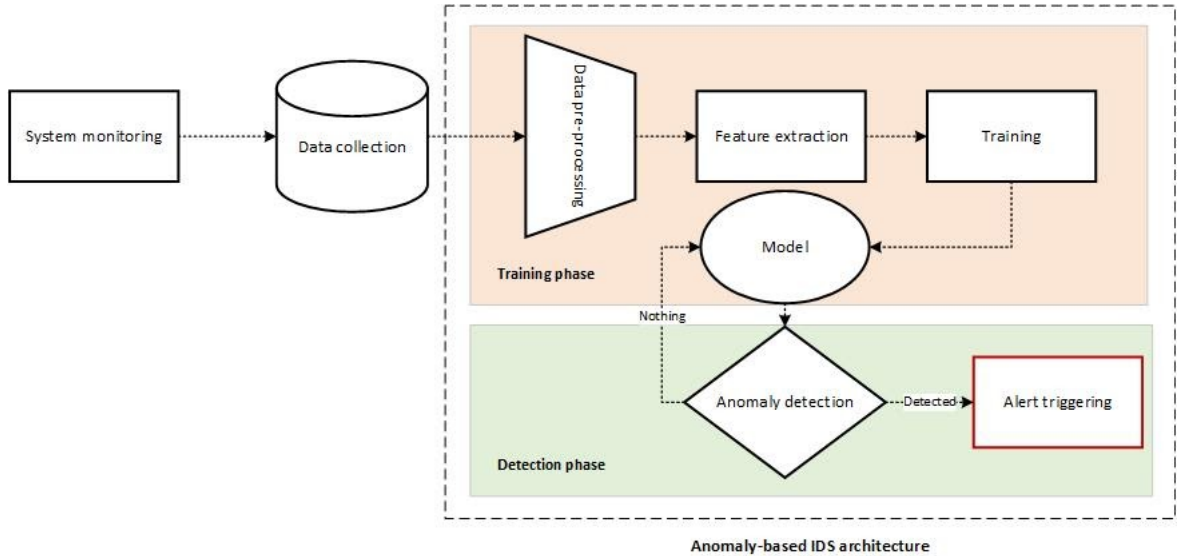 System monitoring
Data collection
Data pre-processing
Feature extraction
Training
Model
Training phase
Nothing
Anomaly detection
Detected
Alert triggering
Detection phase
Anomaly-based IDS architecture